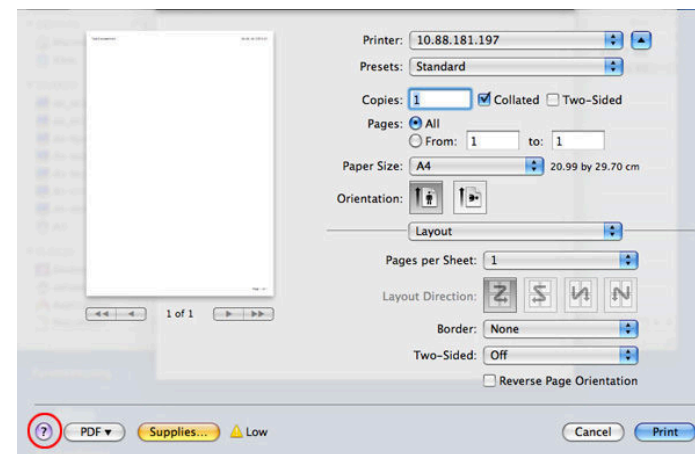 Printer: 10.88.181.197
Presets: Standard
Copies: 1 Collated Two-Sided
Pages: All
From: 1 to: 1
Paper Size: A4 20.99 by 29.70 cm
Orientation:
Layout
Pages per Sheet: 1
Layout Direction:
Border: None
Two-Sided: Off
Reverse Page Orientation
1 of 1
? PDF Supplies... Low Cancel Print